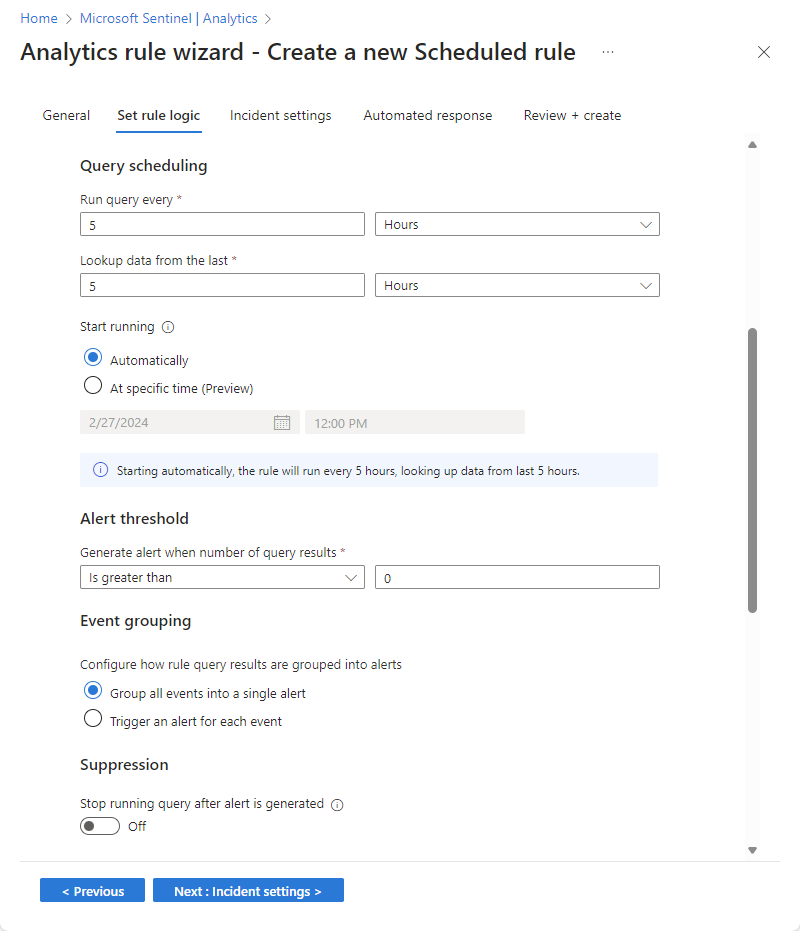 Home > Microsoft Sentinel | Analytics >
Analytics rule wizard - Create a new Scheduled rule ...
General Set rule logic Incident settings Automated response Review + create
Query scheduling
Run query every *
5 Hours
Lookup data from the last *
5 Hours
Start running
Automatically
At specific time (Preview)
2/27/2024 12:00 PM
Starting automatically, the rule will run every 5 hours, looking up data from last 5 hours.
Alert threshold
Generate alert when number of query results *
Is greater than 0
Event grouping
Configure how rule query results are grouped into alerts
Group all events into a single alert
Trigger an alert for each event
Suppression
Stop running query after alert is generated
Off
< Previous Next : Incident settings >